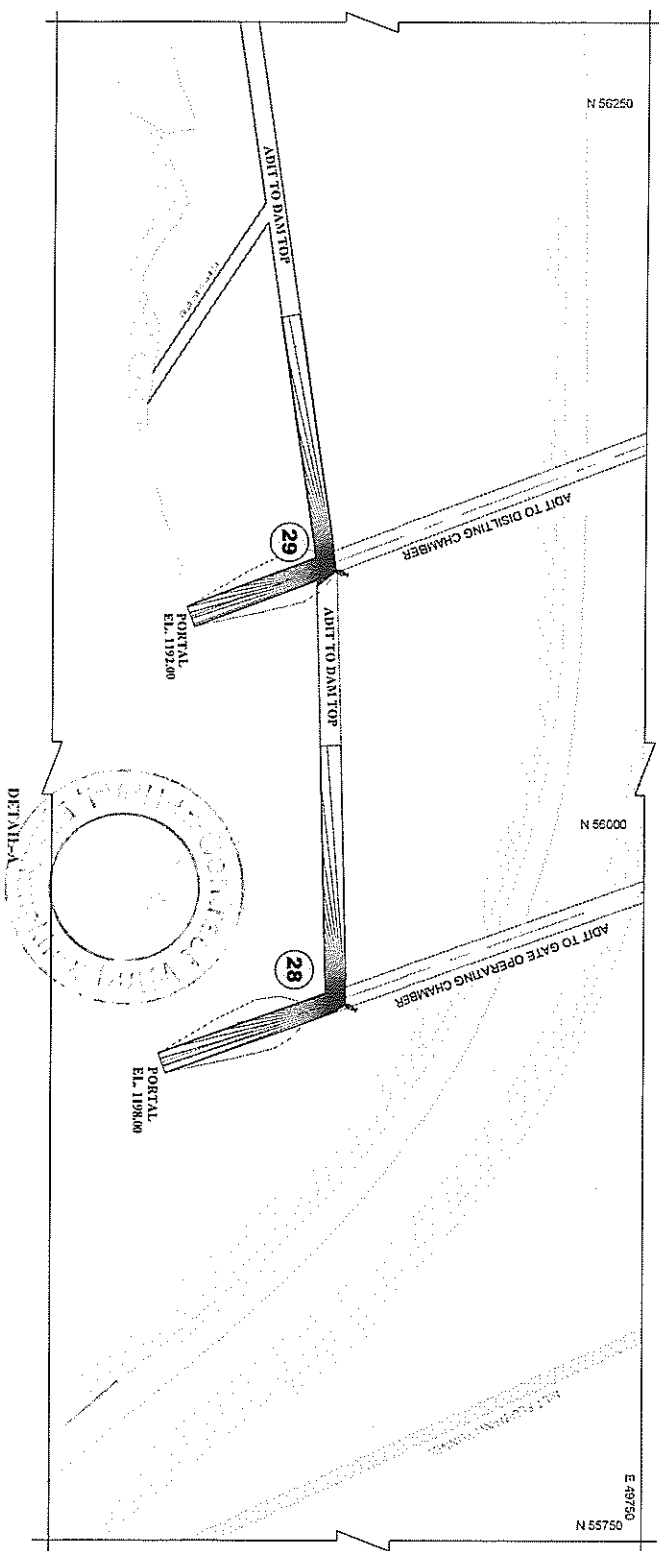 N 56250
ADIT TO DAM TOP
ADIT TO DISILTING CHAMBER
29
PORTAL
EL. 1192.00
ADIT TO DAM TOP
N 56000
ADIT TO GATE OPERATING CHAMBER
28
PORTAL
EL. 1198.00
DETAIL-A
E 49750
N 55750